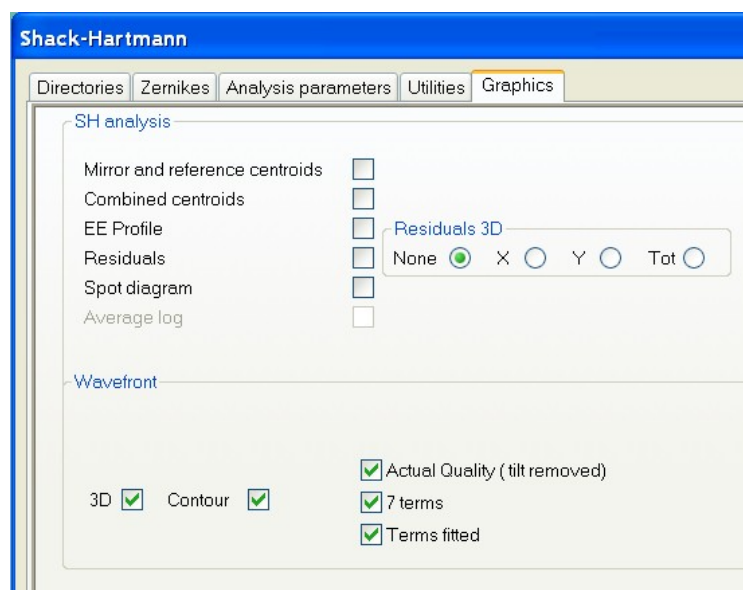 Shack-Hartmann
Directories Zernikes Analysis parameters Utilities Graphics
SH analysis
Mirror and reference centroids
Combined centroids
EE Profile
Residuals 3D
Residuals
None X Y Tot
Spot diagram
Average log
Wavefront
Actual Quality (tilt removed)
3D Contour
7 terms
Terms fitted